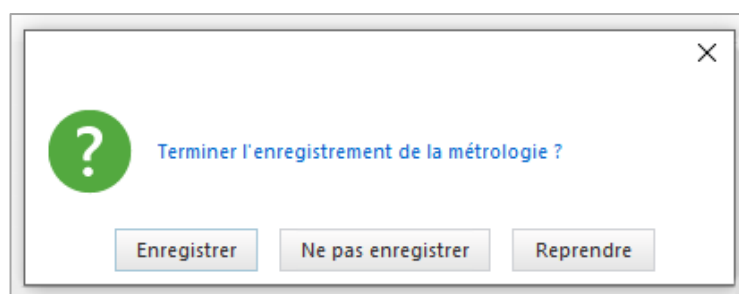 ?
Terminer l'enregistrement de la métrologie ?
Enregistrer
Ne pas enregistrer
Reprendre